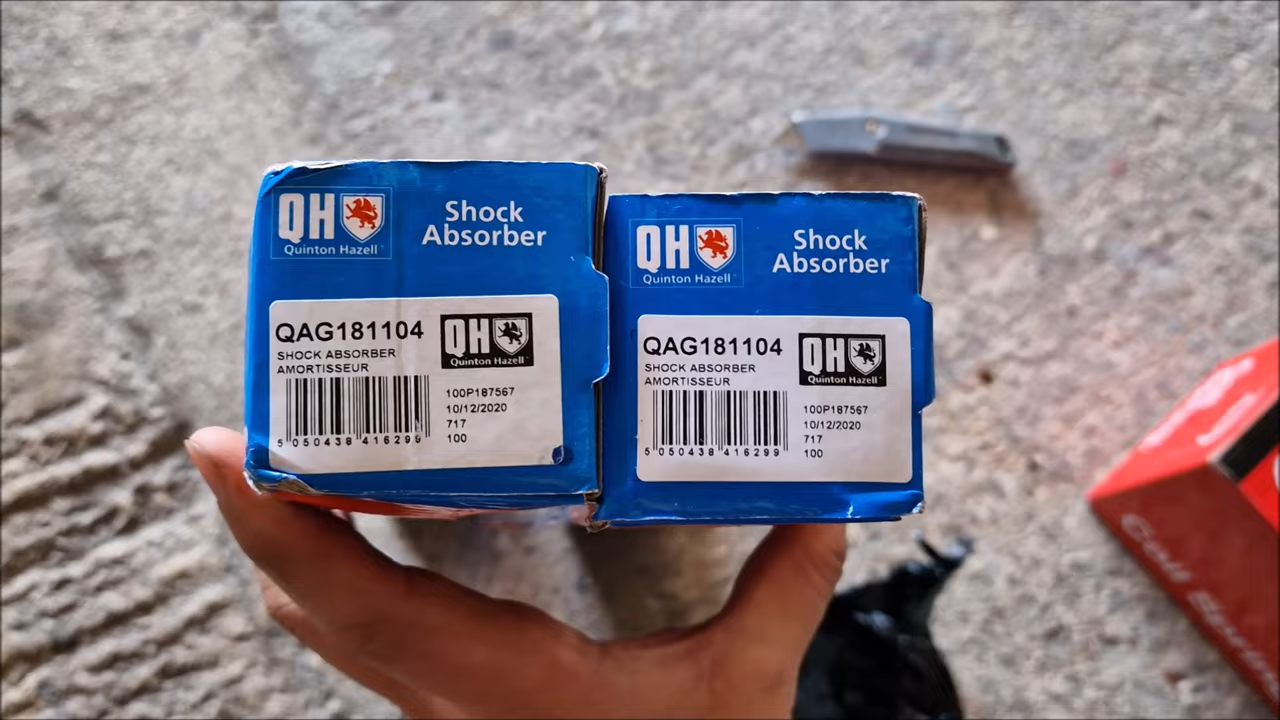 QH
Quinton Hazell
Shock
Absorber
QAG181104
SHOCK ABSORBER
AMORTISSEUR
QH
Quinton Hazell
100P187567
10/12/2020
717
100
5 050438 416299
QH
Quinton Hazell
Shock
Absorber
QAG181104
SHOCK ABSORBER
AMORTISSEUR
QH
Quinton Hazell
100P187567
10/12/2020
717
100
5 050438 416299
Coil Spring